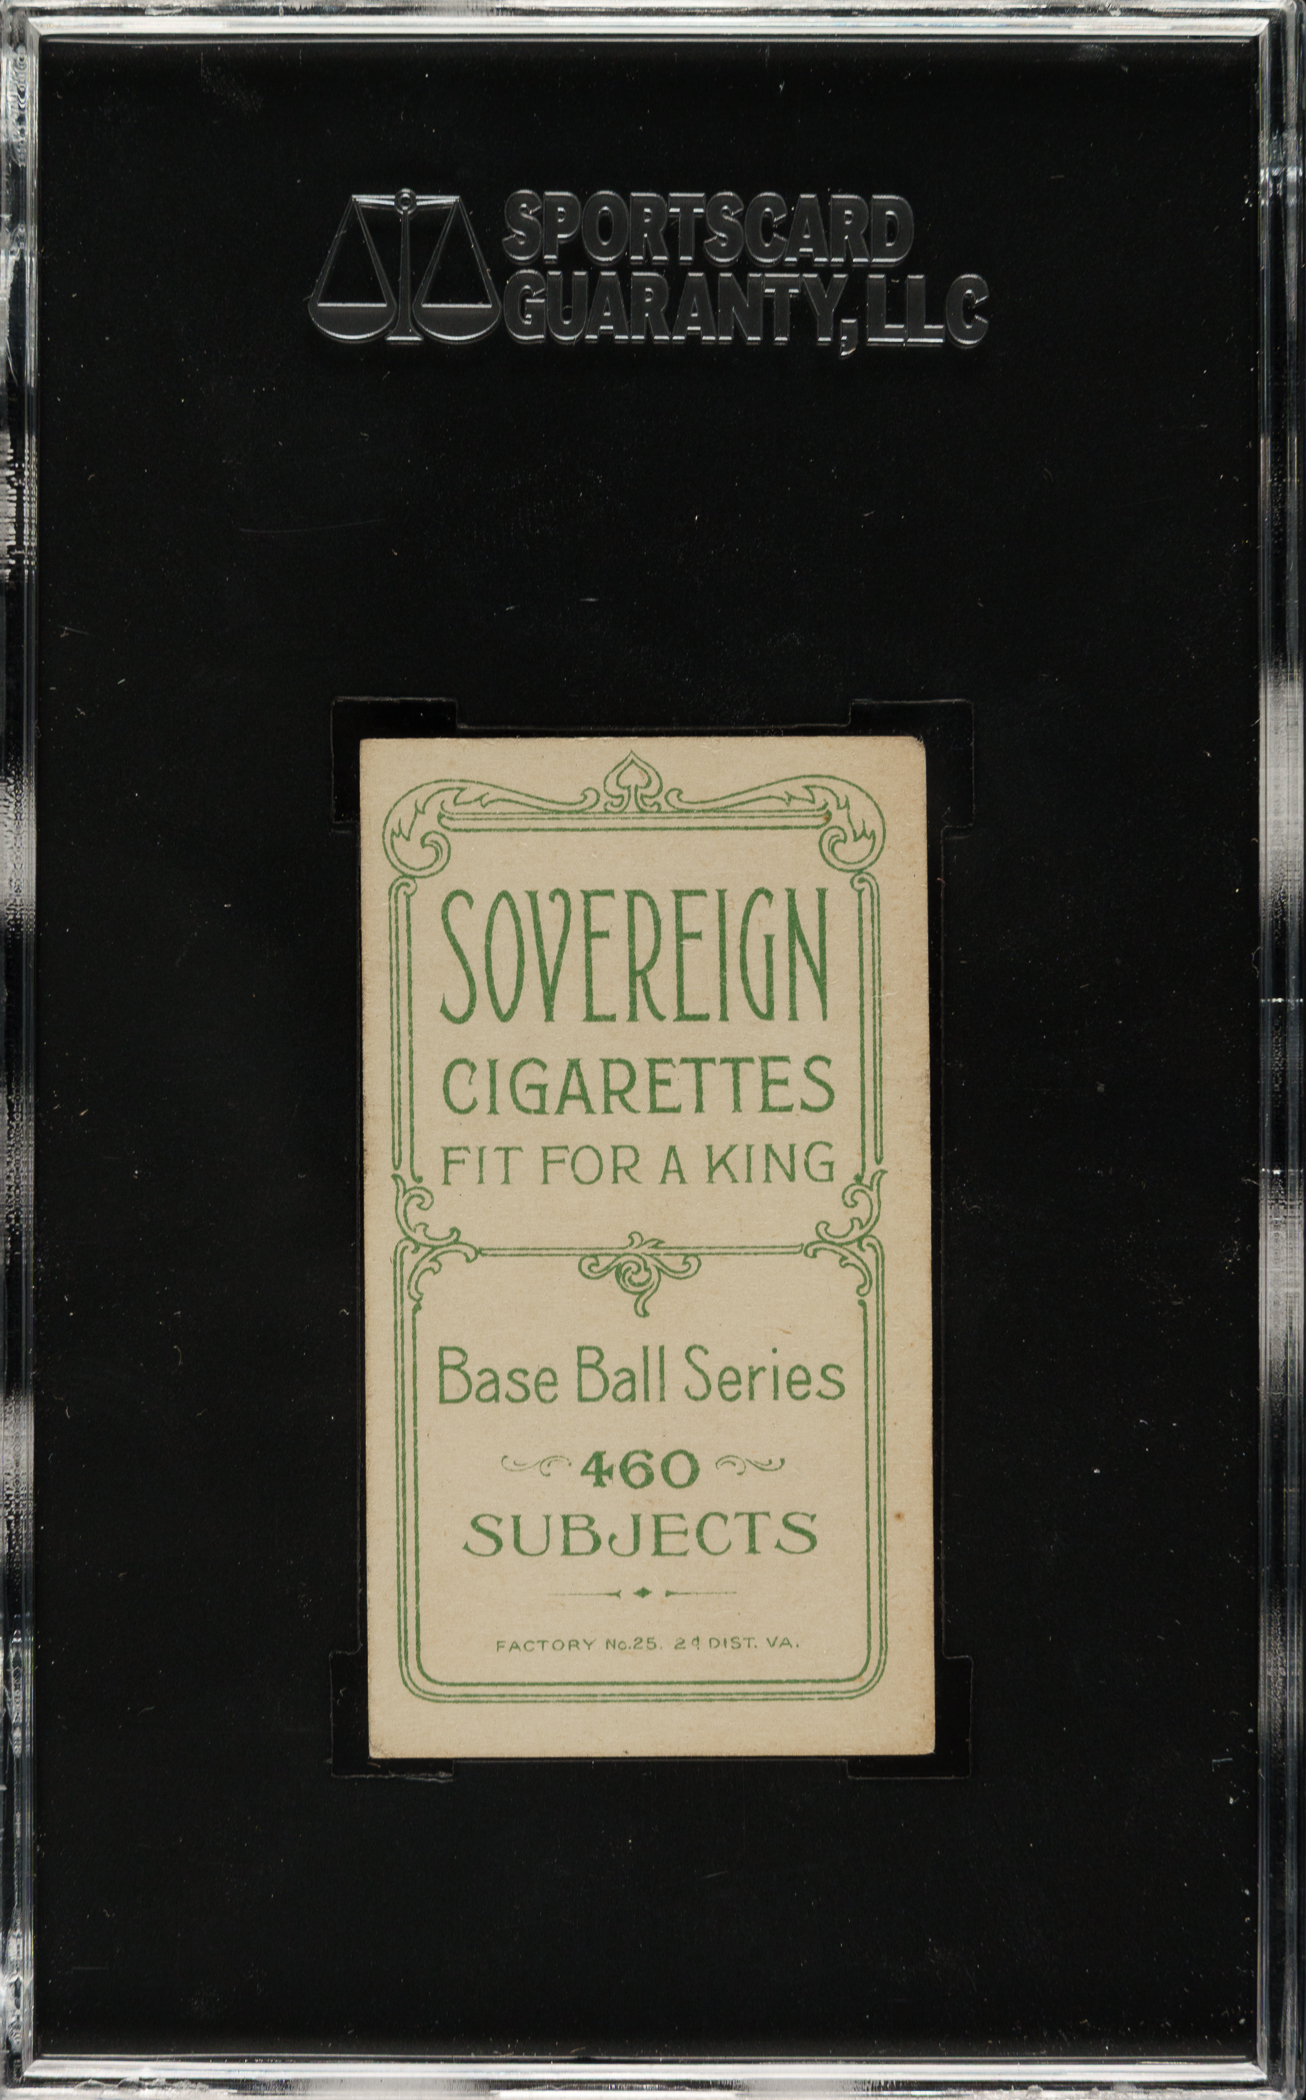 SPORTSCARD
GUARANTY, LLC
SOVEREIGN
CIGARETTES
FIT FOR A KING
Base Ball Series
460
SUBJECTS
FACTORY No. 25. 2d DIST. VA.